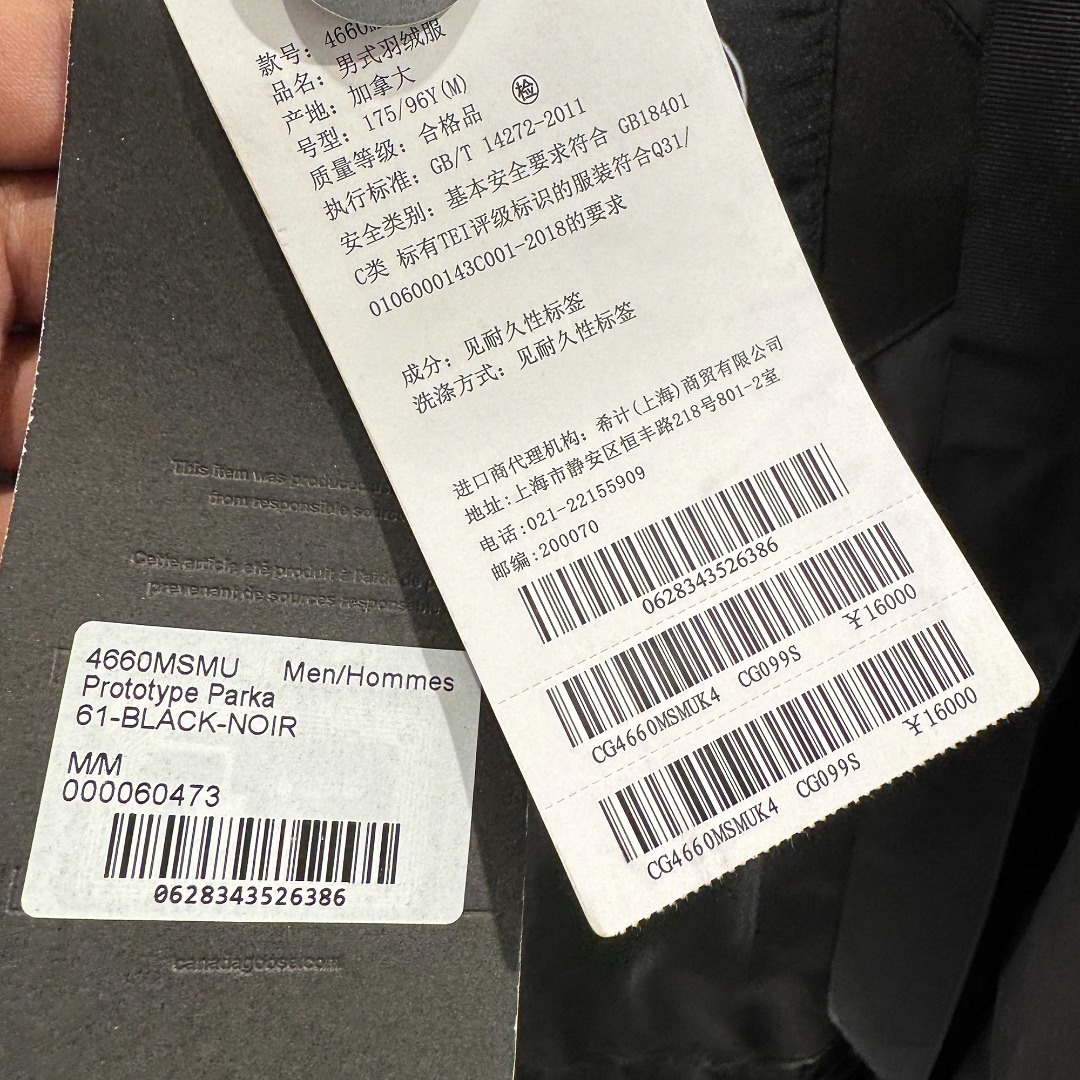 款号: 4660M
品名: 男式羽绒服
产地: 加拿大
号型: 175/96Y(M)
质量等级: 合格品 检
执行标准: GB/T 14272-2011
安全类别: 基本安全要求符合 GB18401
C类 标有TEI评级标识的服装符合Q31/
0106000143C001-2018的要求
成分: 见耐久性标签
洗涤方式: 见耐久性标签
进口商代理机构: 希计(上海)商贸有限公司
地址:上海市静安区恒丰路218号801-2室
电话:021-22155909
邮编:200070
0628343526386
¥16000
CG4660MSMUK4 CG099S
¥16000
CG4660MSMUK4 CG099S
This item was produced
from responsible
Cette article été produit à l'aide de
prevenant de sources responsable
4660MSMU Men/Hommes
Prototype Parka
61-BLACK-NOIR
M/M
000060473
0628343526386
canadagoose.com